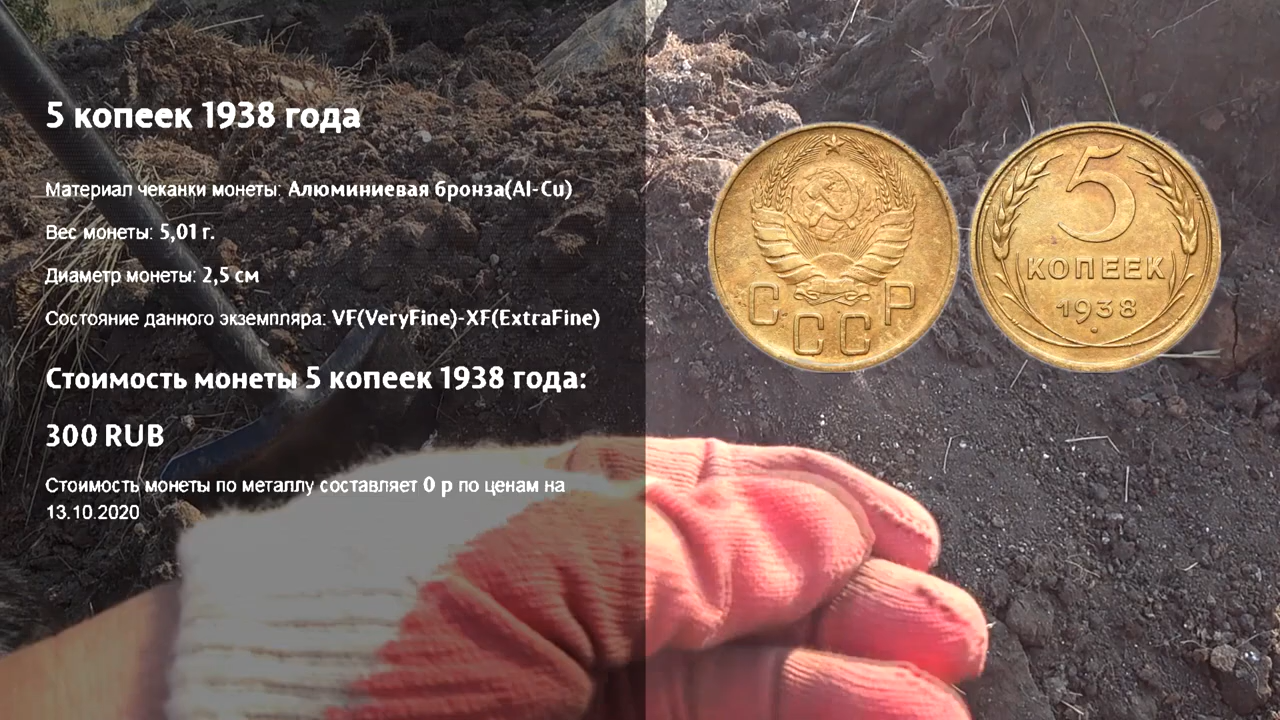 5 копеек 1938 года
Материал чеканки монеты: Алюминиевая бронза(Al-Cu)
Вес монеты: 5,01 г.
Диаметр монеты: 2,5 см
Состояние данного экземпляра: VF(VeryFine)-XF(ExtraFine)
Стоимость монеты 5 копеек 1938 года:
300 RUB
Стоимость монеты по металлу составляет 0 р по ценам на
13.10.2020
С С С Р
5
КОПЕЕК
1938